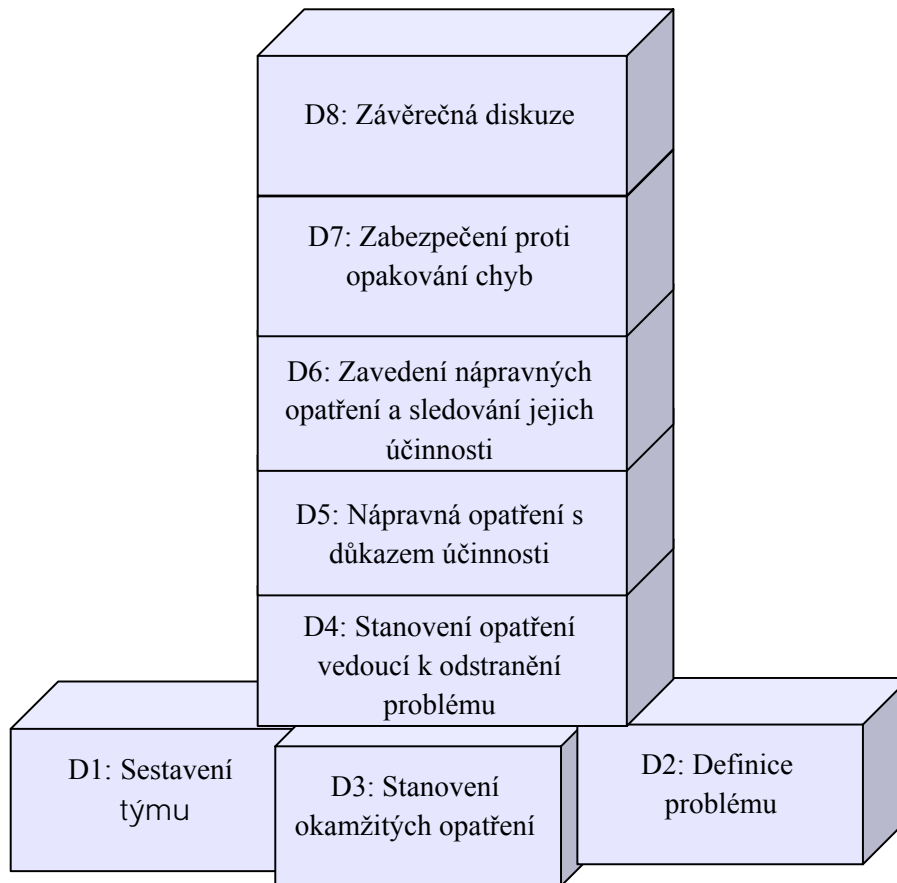 D8: Závěrečná diskuze
D7: Zabezpečení proti
opakování chyb
D6: Zavedení nápravných
opatření a sledování jejich
účinnosti
D5: Nápravná opatření s
důkazem účinnosti
D4: Stanovení opatření
vedoucí k odstranění
problému
D1: Sestavení
týmu
D3: Stanovení
okamžitých opatření
D2: Definice
problému